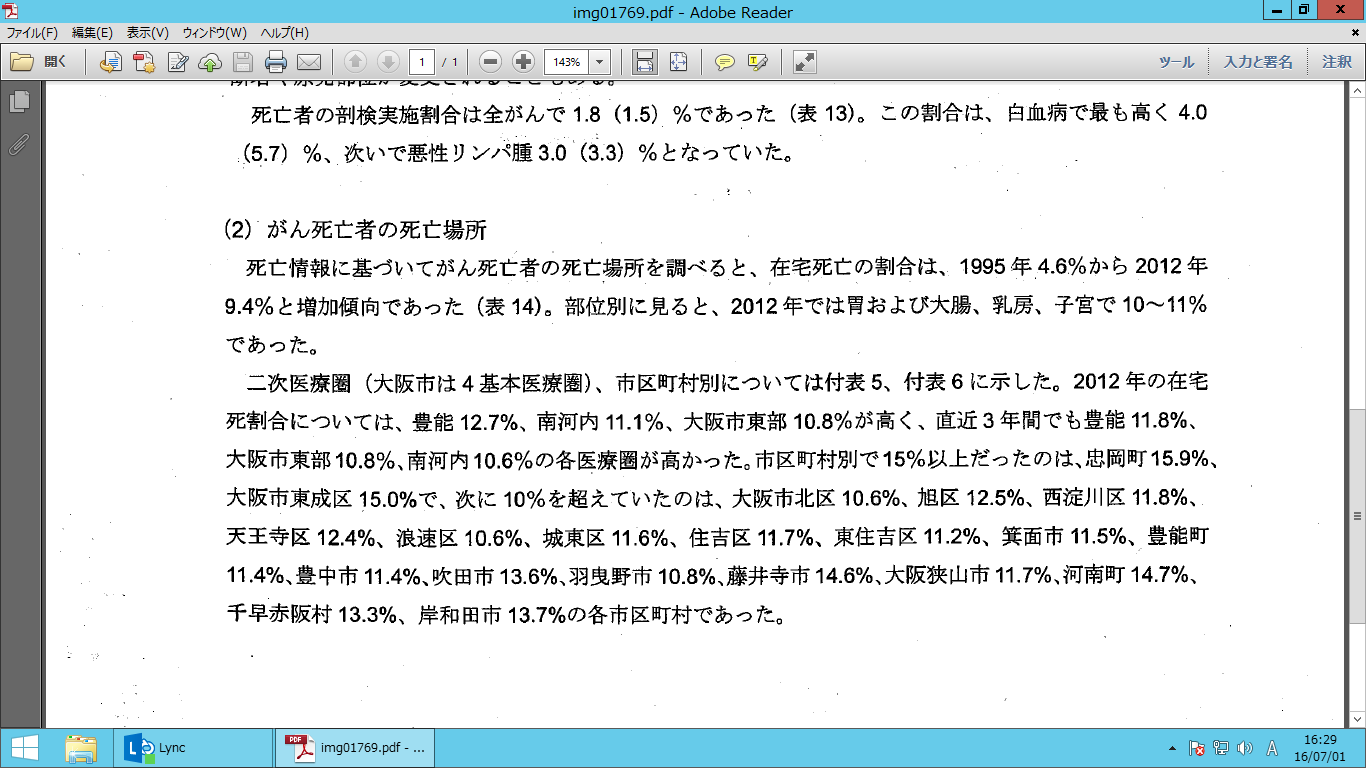 img01769.pdf - Adobe Reader
ファイル(F) 編集(E) 表示(V) ウィンドウ(W) ヘルプ(H)
開く 1 / 1 143% ツール 入力と署名 注釈
死亡者の剖検実施割合は全がんで 1.8（1.5）%であった（表 13）。この割合は、白血病で最も高く 4.0
（5.7）%、次いで悪性リンパ腫 3.0（3.3）%となっていた。
(2) がん死亡者の死亡場所
死亡情報に基づいてがん死亡者の死亡場所を調べると、在宅死亡の割合は、1995 年 4.6%から 2012 年
9.4%と増加傾向であった（表 14）。部位別に見ると、2012 年では胃および大腸、乳房、子宮で 10～11%
であった。
二次医療圏（大阪市は 4 基本医療圏）、市区町村別については付表 5、付表 6 に示した。2012 年の在宅
死割合については、豊能 12.7%、南河内 11.1%、大阪市東部 10.8%が高く、直近 3 年間でも豊能 11.8%、
大阪市東部 10.8%、南河内 10.6%の各医療圏が高かった。市区町村別で 15%以上だったのは、忠岡町 15.9%、
大阪市東成区 15.0%で、次に 10%を超えていたのは、大阪市北区 10.6%、旭区 12.5%、西淀川区 11.8%、
天王寺区 12.4%、浪速区 10.6%、城東区 11.6%、住吉区 11.7%、東住吉区 11.2%、箕面市 11.5%、豊能町
11.4%、豊中市 11.4%、吹田市 13.6%、羽曳野市 10.8%、藤井寺市 14.6%、大阪狭山市 11.7%、河南町 14.7%、
千早赤阪村 13.3%、岸和田市 13.7%の各市区町村であった。
Lync img01769.pdf - ... A 16:29
16/07/01